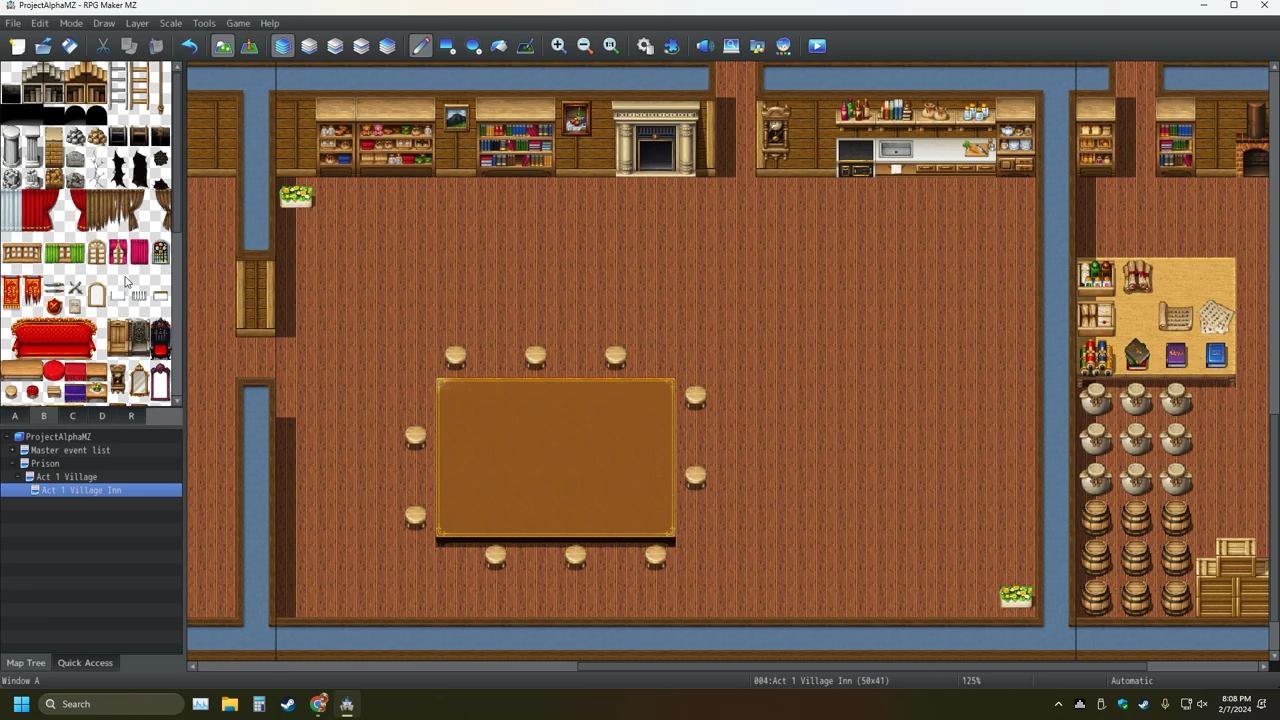 ProjectAlphaMZ - RPG Maker MZ
File Edit Mode Draw Layer Scale Tools Game Help
A B C D R
ProjectAlphaMZ
Master event list
Prison
Act 1 Village
Act 1 Village Inn
Map Tree Quick Access
Window A 004:Act 1 Village Inn (50x41) 125% Automatic
Search
8:08 PM
2/7/2024